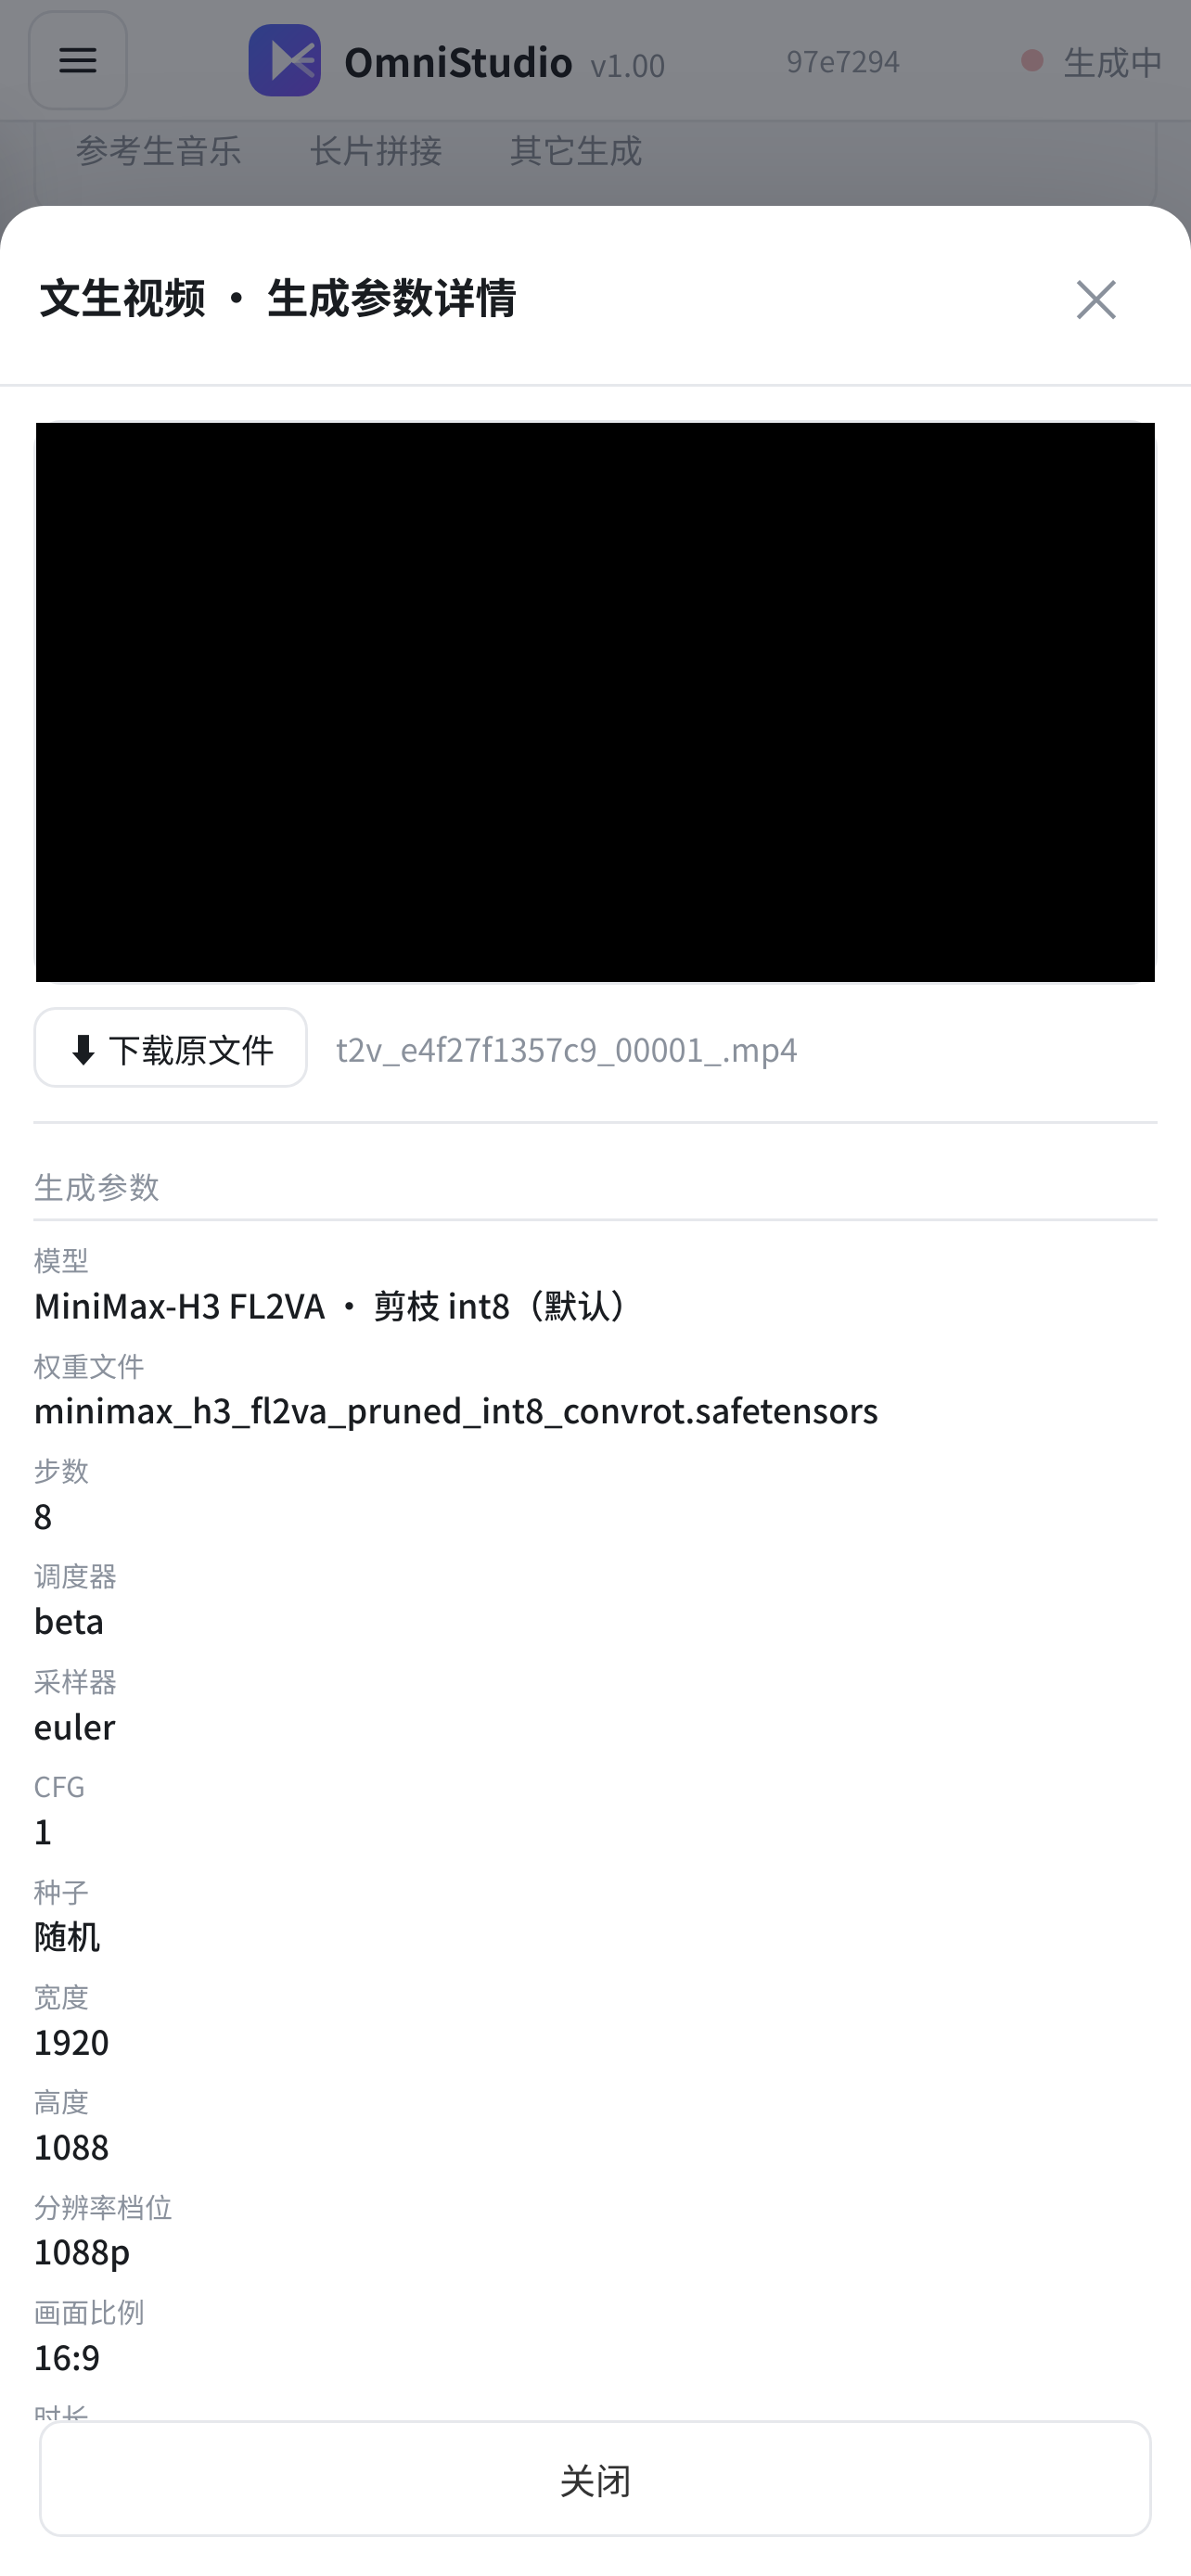 OmniStudio v1.00 97e7294 生成中
参考生音乐 长片拼接 其它生成
文生视频 · 生成参数详情
下载原文件 t2v_e4f27f1357c9_00001_.mp4
生成参数
模型
MiniMax-H3 FL2VA · 剪枝 int8（默认）
权重文件
minimax_h3_fl2va_pruned_int8_convrot.safetensors
步数
8
调度器
beta
采样器
euler
CFG
1
种子
随机
宽度
1920
高度
1088
分辨率档位
1088p
画面比例
16:9
时长
关闭